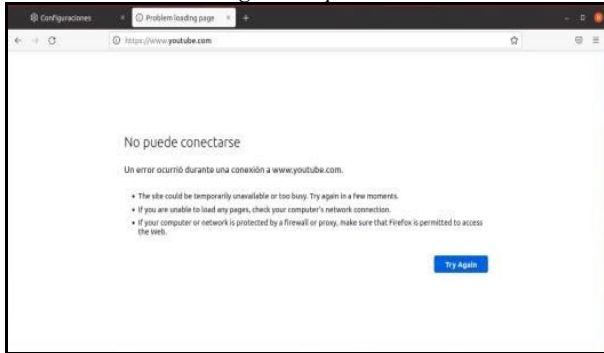 Configuraciones
Problem loading page
https://www.youtube.com
No puede conectarse
Un error ocurrió durante una conexión a www.youtube.com.
• The site could be temporarily unavailable or too busy. Try again in a few moments.
• If you are unable to load any pages, check your computer's network connection.
• If your computer or network is protected by a firewall or proxy, make sure that Firefox is permitted to access
the Web.
Try Again